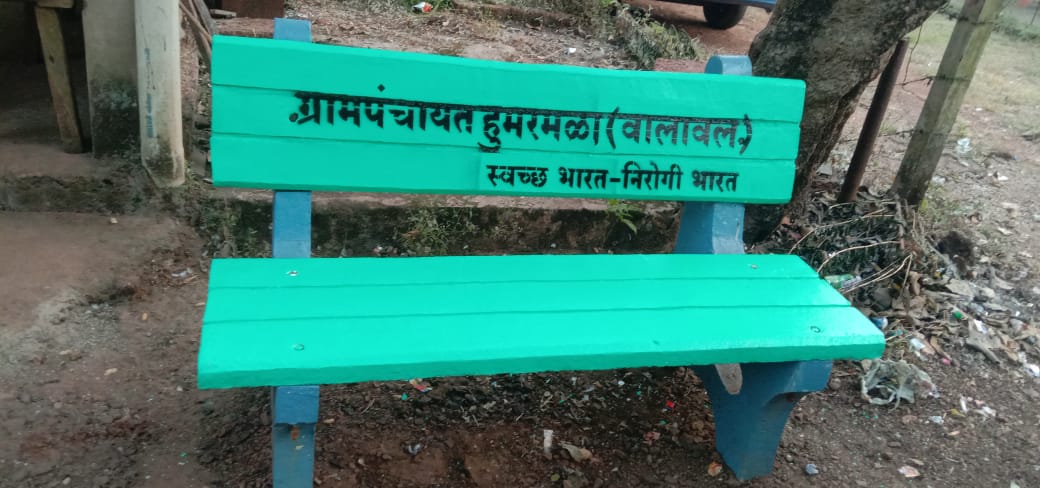 ग्रामपंचायत हुमरमळा (वालावल)
स्वच्छ भारत-निरोगी भारत